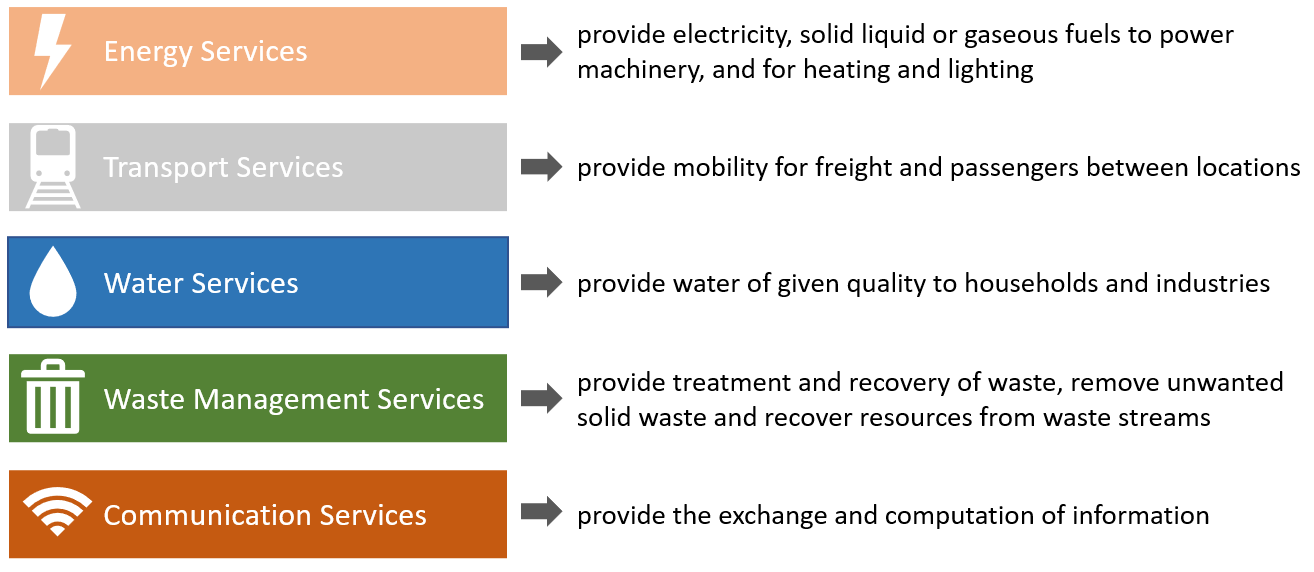 Energy Services
provide electricity, solid liquid or gaseous fuels to power
machinery, and for heating and lighting
Transport Services
provide mobility for freight and passengers between locations
Water Services
provide water of given quality to households and industries
Waste Management Services
provide treatment and recovery of waste, remove unwanted
solid waste and recover resources from waste streams
Communication Services
provide the exchange and computation of information